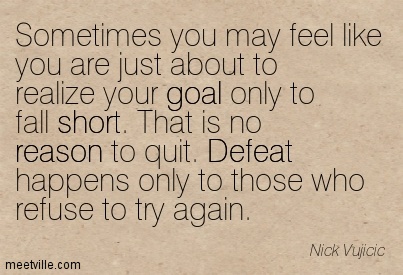 Sometimes you may feel like
you are just about to
realize your goal only to
fall short. That is no
reason to quit. Defeat
happens only to those who
refuse to try again.
Nick Vujicic
meetville.com